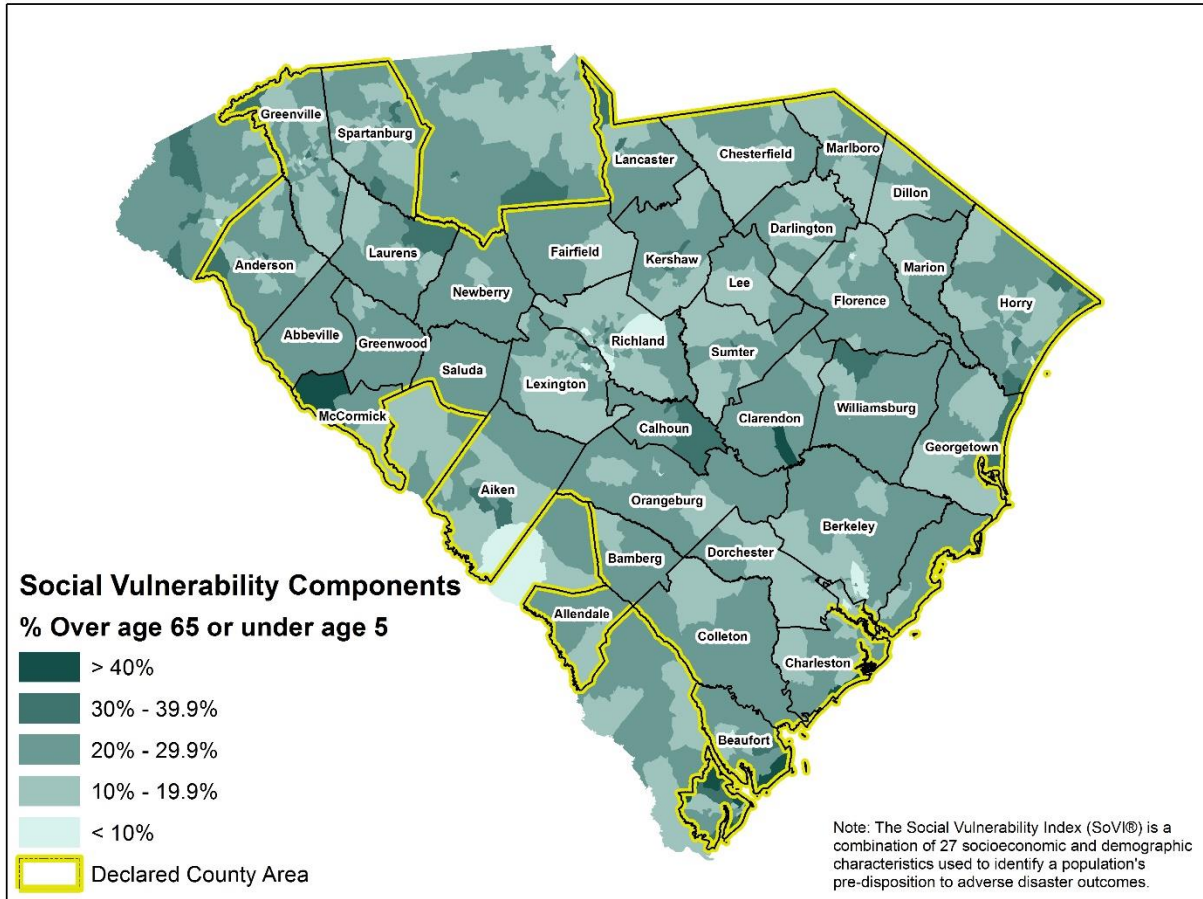 Greenville
Spartanburg
Lancaster
Chesterfield
Marlboro
Dillon
Darlington
Anderson
Laurens
Fairfield
Kershaw
Lee
Marion
Newberry
Florence
Horry
Abbeville
Greenwood
Richland
Sumter
Saluda
Lexington
McCormick
Calhoun
Clarendon
Williamsburg
Georgetown
Aiken
Orangeburg
Berkeley
Bamberg
Dorchester
Allendale
Colleton
Charleston
Beaufort
Social Vulnerability Components
% Over age 65 or under age 5
> 40%
30% - 39.9%
20% - 29.9%
10% - 19.9%
< 10%
Declared County Area
Note: The Social Vulnerability Index (SoVI®) is a
combination of 27 socioeconomic and demographic
characteristics used to identify a population's
pre-disposition to adverse disaster outcomes.